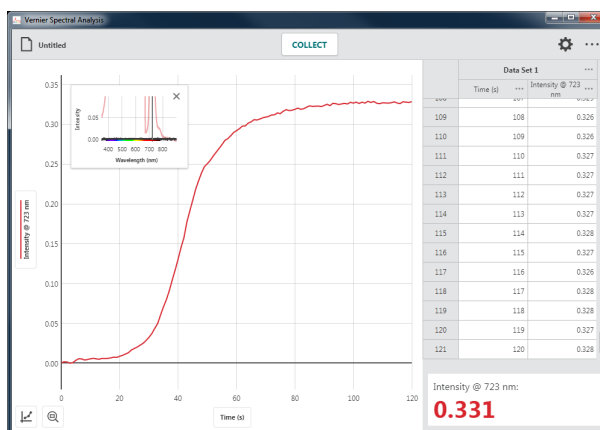 Vernier Spectral Analysis
Untitled
COLLECT
...
Data Set 1 ...
Time (s) ... Intensity @ 723 nm ...
109 108 0.326
110 109 0.326
111 110 0.327
112 111 0.327
113 112 0.327
114 113 0.327
115 114 0.328
116 115 0.327
117 116 0.326
118 117 0.328
119 118 0.328
120 119 0.327
121 120 0.328
Intensity @ 723 nm:
0.331
Intensity @ 723 nm
0.35
0.30
0.25
0.20
0.15
0.10
0.05
0.00
0 20 40 60 80 100 120
Time (s)
Intensity
0.05
0.00
400 500 600 700 800
Wavelength (nm)